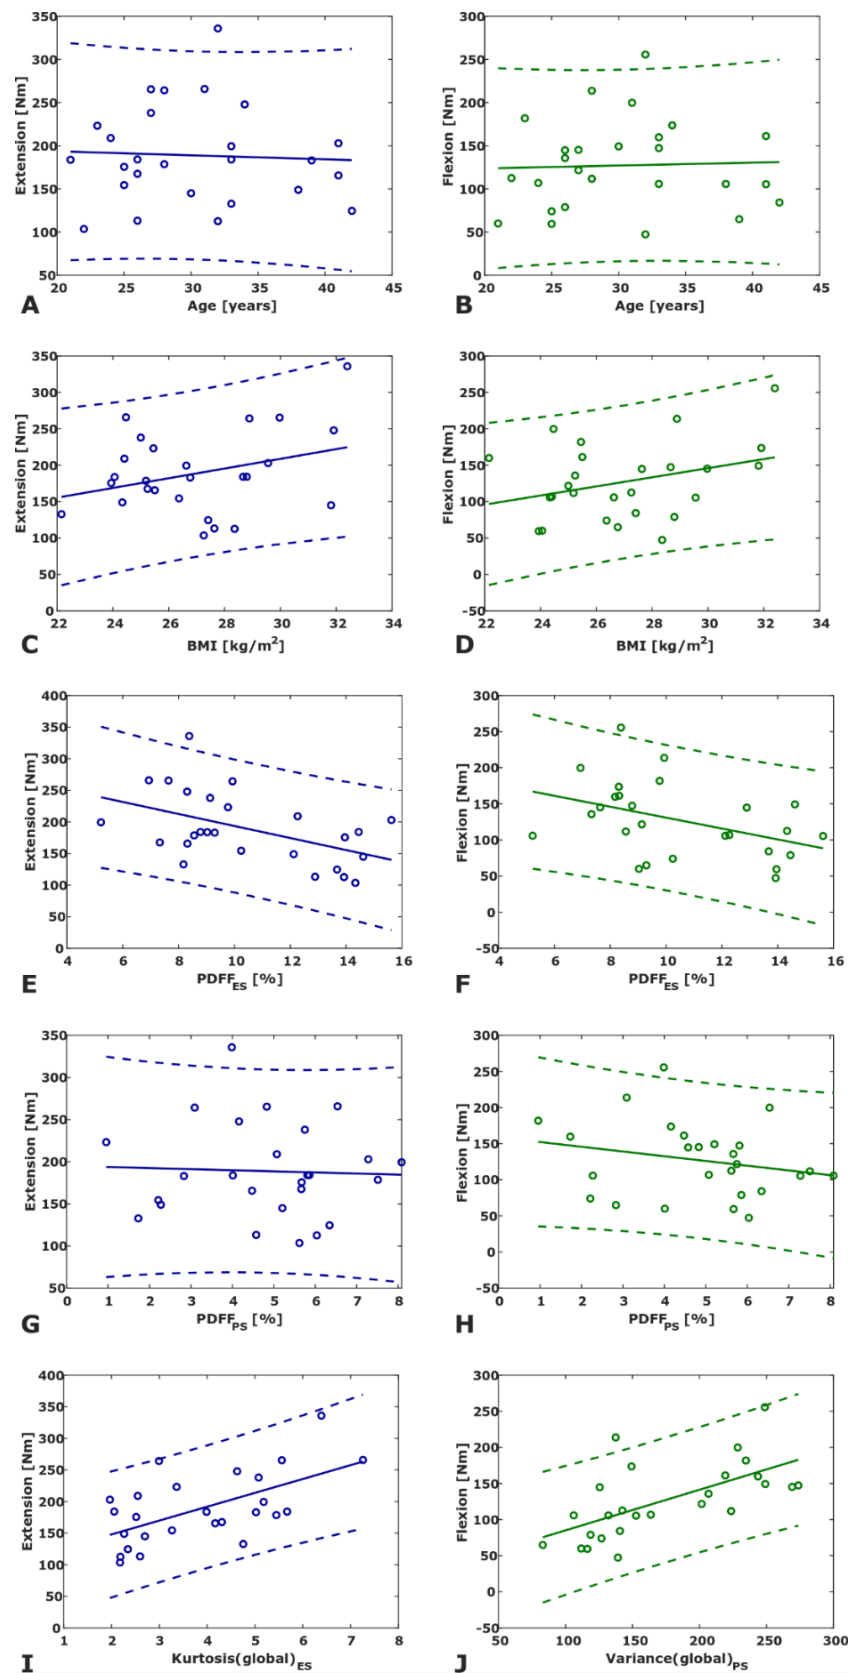 350
300
250
200
150
100
50
Extension [Nm]
20 25 30 35 40 45
Age [years]
A
300
250
200
150
100
50
0
Flexion [Nm]
20 25 30 35 40 45
Age [years]
B
350
300
250
200
150
100
50
0
Extension [Nm]
22 24 26 28 30 32 34
BMI [kg/m²]
C
300
250
200
150
100
50
0
-50
Flexion [Nm]
22 24 26 28 30 32 34
BMI [kg/m²]
D
400
350
300
250
200
150
100
50
0
Extension [Nm]
4 6 8 10 12 14 16
PDFF_ES [%]
E
300
250
200
150
100
50
0
-50
Flexion [Nm]
4 6 8 10 12 14 16
PDFF_ES [%]
F
350
300
250
200
150
100
50
Extension [Nm]
0 1 2 3 4 5 6 7 8
PDFF_PS [%]
G
300
250
200
150
100
50
0
-50
Flexion [Nm]
0 1 2 3 4 5 6 7 8
PDFF_PS [%]
H
400
350
300
250
200
150
100
50
0
Extension [Nm]
1 2 3 4 5 6 7 8
Kurtosis(global)_ES
I
300
250
200
150
100
50
0
-50
Flexion [Nm]
50 100 150 200 250 300
Variance(global)_PS
J